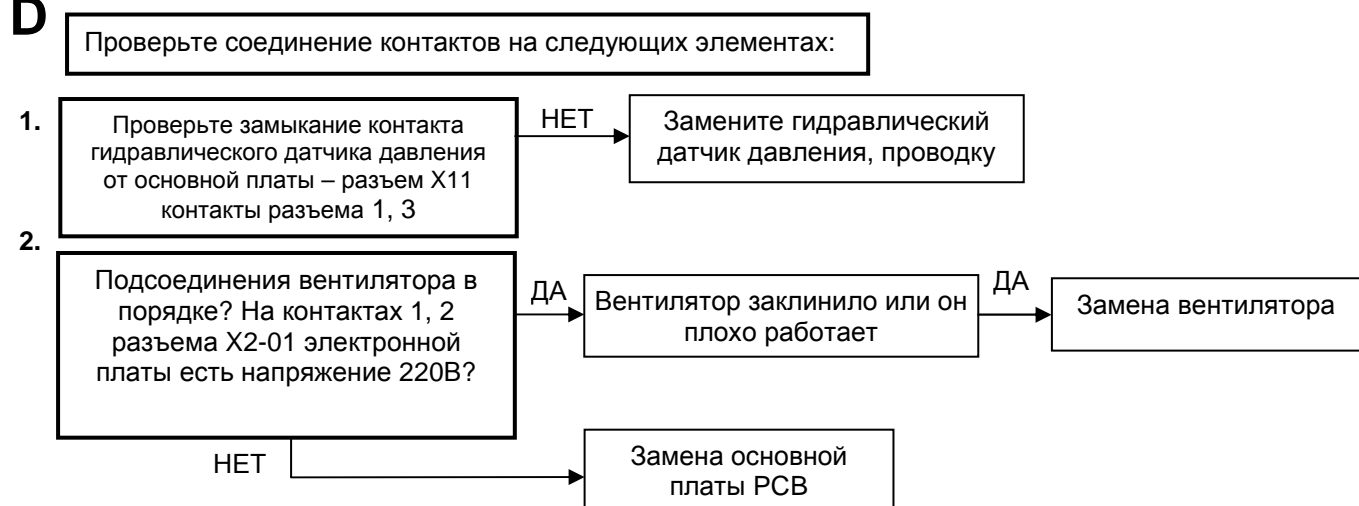 D
Проверьте соединение контактов на следующих элементах:
1.
Проверьте замыкание контакта
гидравлического датчика давления
от основной платы – разъем X11
контакты разъема 1, 3
НЕТ
Замените гидравлический
датчик давления, проводку
2.
Подсоединения вентилятора в
порядке? На контактах 1, 2
разъема X2-01 электронной
платы есть напряжение 220В?
ДА
Вентилятор заклинило или он
плохо работает
ДА
Замена вентилятора
НЕТ
Замена основной
платы PCB